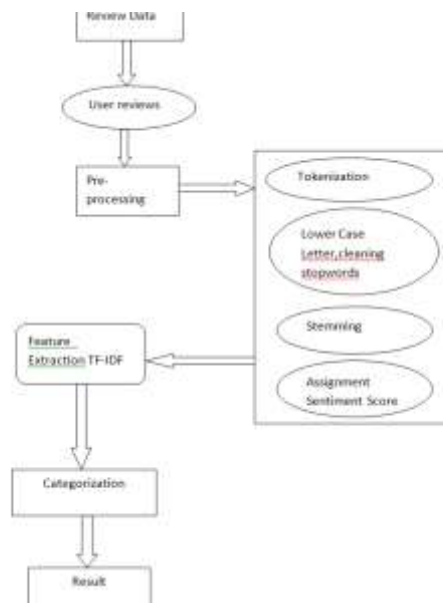 Review Data
User reviews
Pre-
processing
Tokenization
Lower Case
Letter,cleaning
stopwords
Stemming
Assignment
Sentiment Score
Feature
Extraction TF-IDF
Categorization
Result